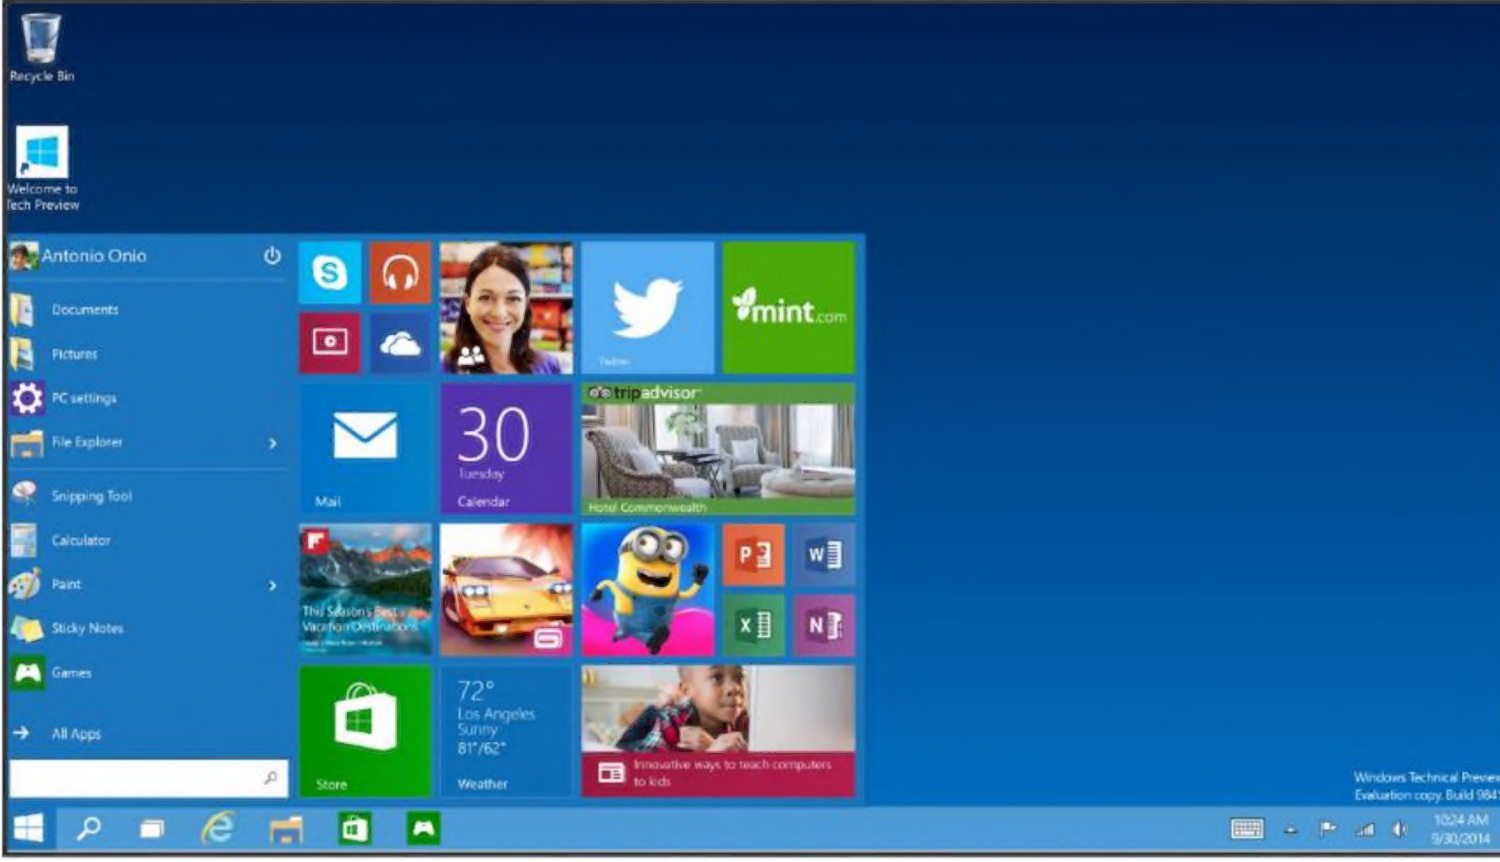 Recycle Bin
Welcome to
Tech Preview
Antonio Onio
Documents
Pictures
PC settings
File Explorer
Snipping Tool
Calculator
Paint
Sticky Notes
Games
All Apps
S
Twitter
mint.com
Mail
30
Tuesday
Calendar
tripadvisor
Hotel Commonwealth
This Season's Best
Vacation Destinations
P
W
X
N
Store
72°
Los Angeles
Sunny
81°/62°
Weather
Innovative ways to teach computers
to kids
Windows Technical Preview
Evaluation copy. Build 9841
10:24 AM
9/30/2014